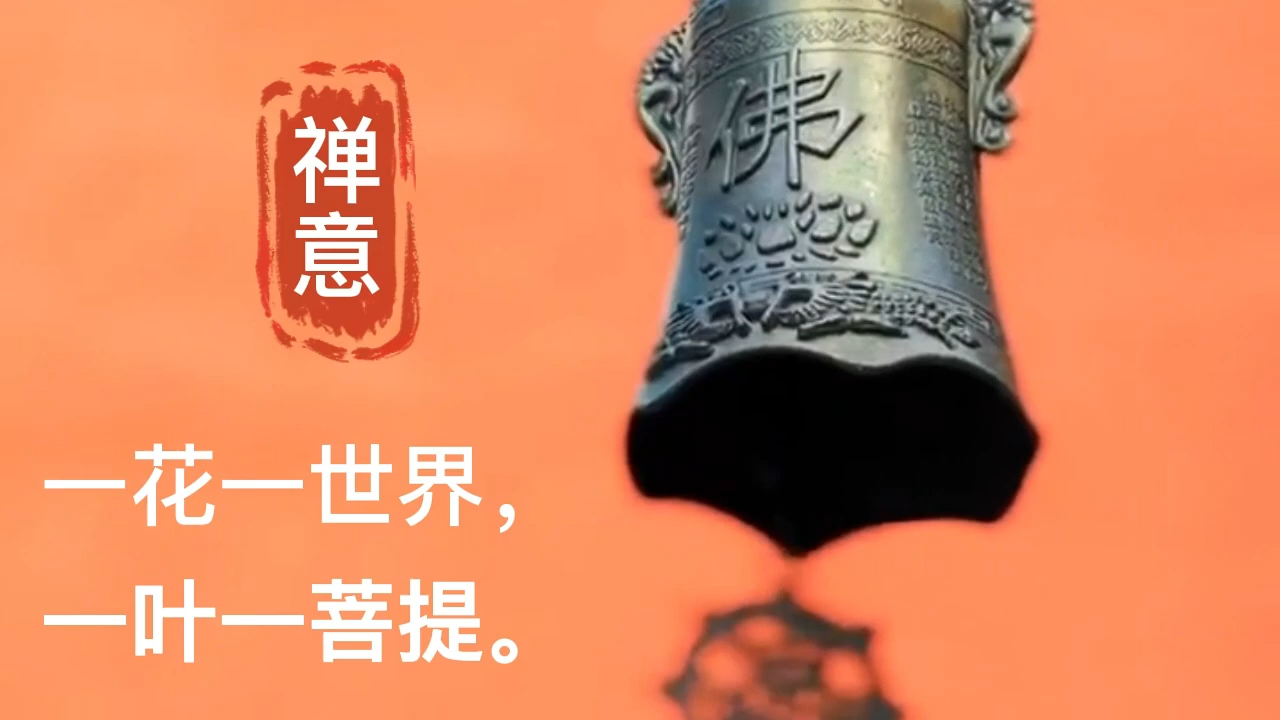 禅意
佛
一花一世界，
一叶一菩提。